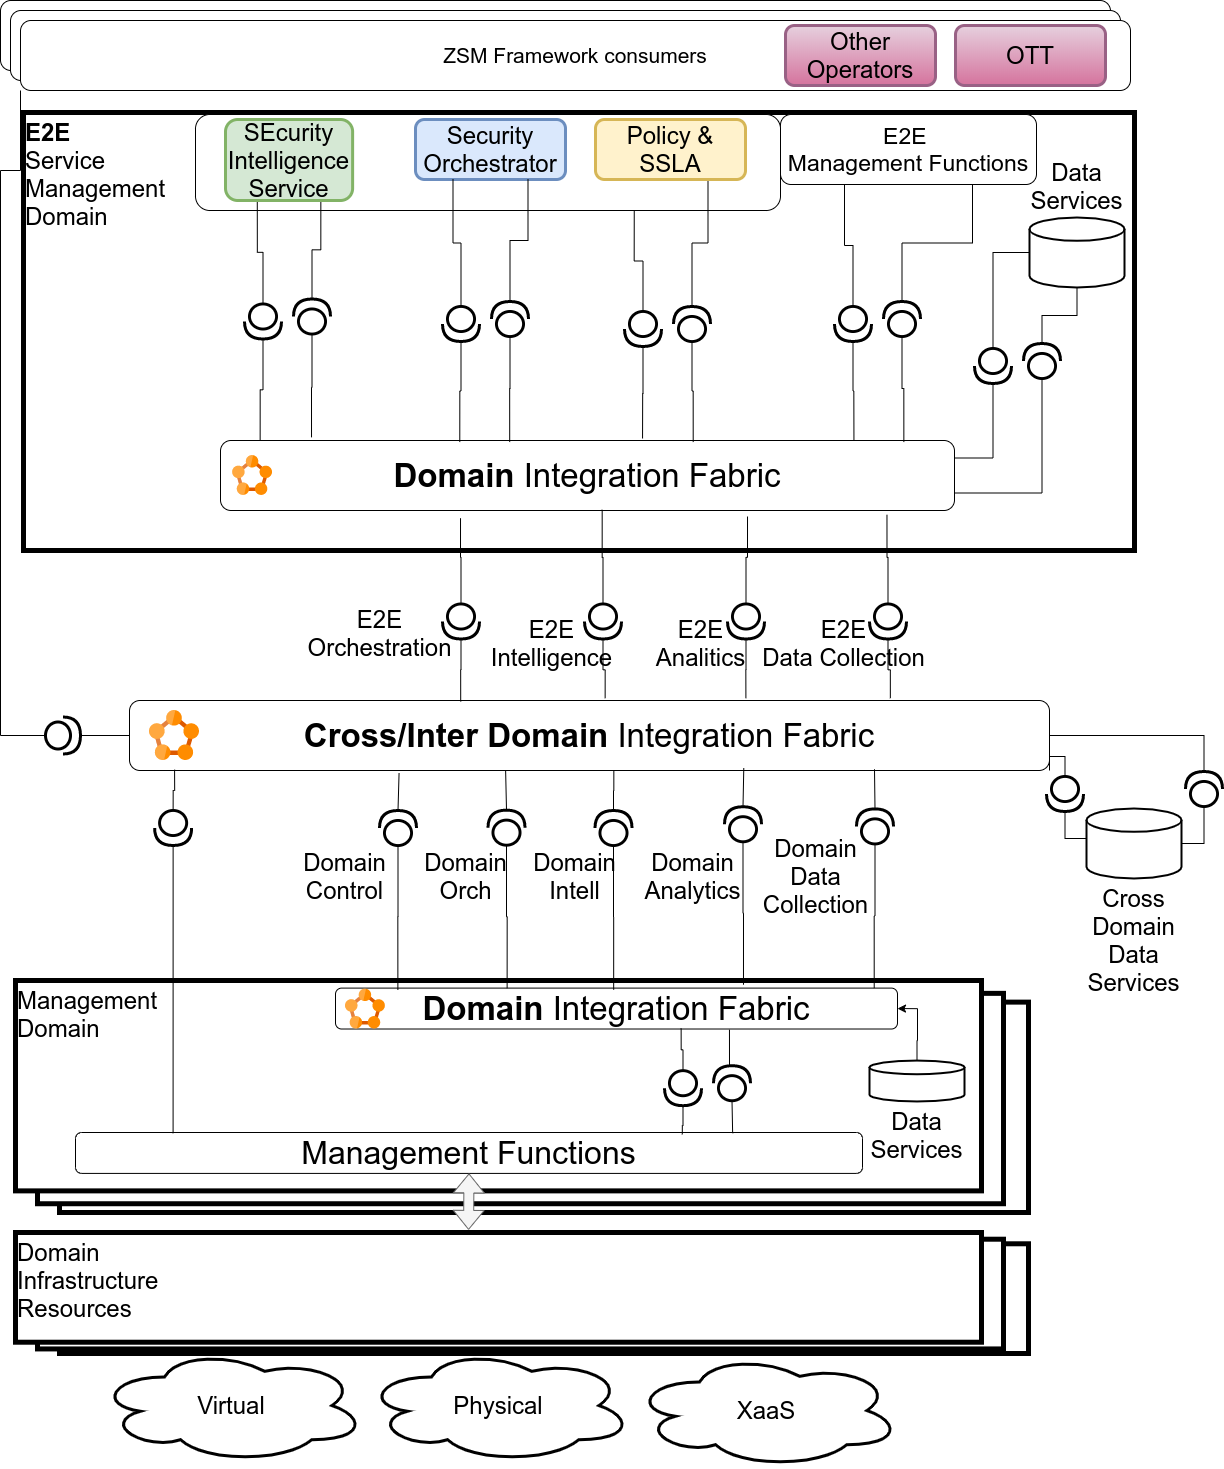 ZSM Framework consumers
Other
Operators
OTT
E2E
Service
Management
Domain
SEcurity
Intelligence
Service
Security
Orchestrator
Policy &
SSLA
E2E
Management Functions
Data
Services
Domain Integration Fabric
E2E
Orchestration
E2E
Intelligence
E2E
Analitics
E2E
Data Collection
Cross/Inter Domain Integration Fabric
Domain
Control
Domain
Orch
Domain
Intell
Domain
Analytics
Domain
Data
Collection
Cross
Domain
Data
Services
Management
Domain
Domain Integration Fabric
Data
Services
Management Functions
Domain
Infrastructure
Resources
Virtual
Physical
XaaS